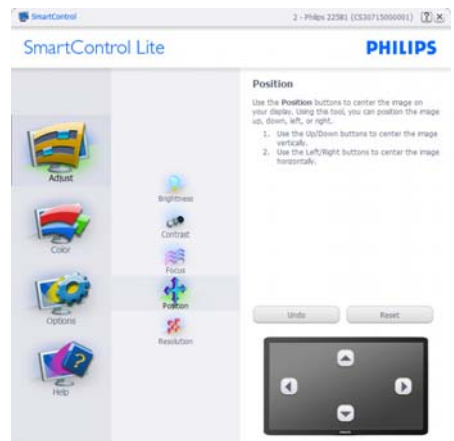 SmartControl
2 - Philips 225B1 (CS30715000001)
SmartControl Lite
PHILIPS
Adjust
Color
Options
Help
Brightness
Contrast
Focus
Position
Resolution
Position
Use the Position buttons to center the image on
your display. Using this tool, you can position the image
up, down, left, or right.
1. Use the Up/Down buttons to center the image
vertically.
2. Use the Left/Right buttons to center the image
horizontally.
Undo
Reset